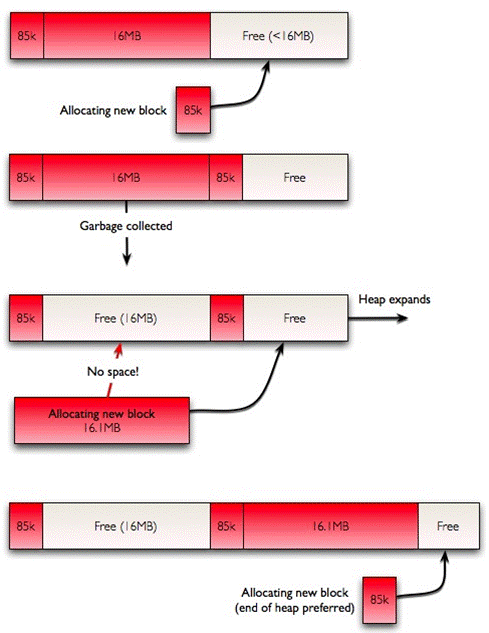 85k 16MB Free (<16MB)
Allocating new block 85k
85k 16MB 85k Free
Garbage collected
Heap expands
85k Free (16MB) 85k Free
No space!
Allocating new block
16.1MB
85k Free (16MB) 85k 16.1MB Free
Allocating new block
(end of heap preferred) 85k